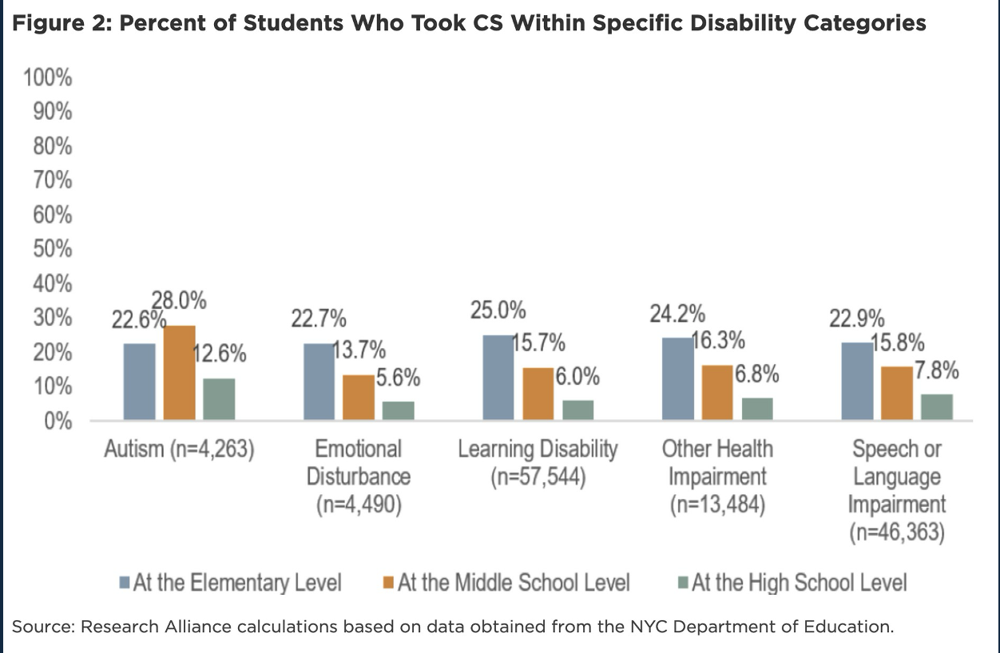 Figure 2: Percent of Students Who Took CS Within Specific Disability Categories
100%
90%
80%
70%
60%
50%
40%
30%
20%
10%
0%
22.6%
28.0%
12.6%
22.7%
13.7%
5.6%
25.0%
15.7%
6.0%
24.2%
16.3%
6.8%
22.9%
15.8%
7.8%
Autism (n=4,263)
Emotional
Disturbance
(n=4,490)
Learning Disability
(n=57,544)
Other Health
Impairment
(n=13,484)
Speech or
Language
Impairment
(n=46,363)
At the Elementary Level
At the Middle School Level
At the High School Level
Source: Research Alliance calculations based on data obtained from the NYC Department of Education.